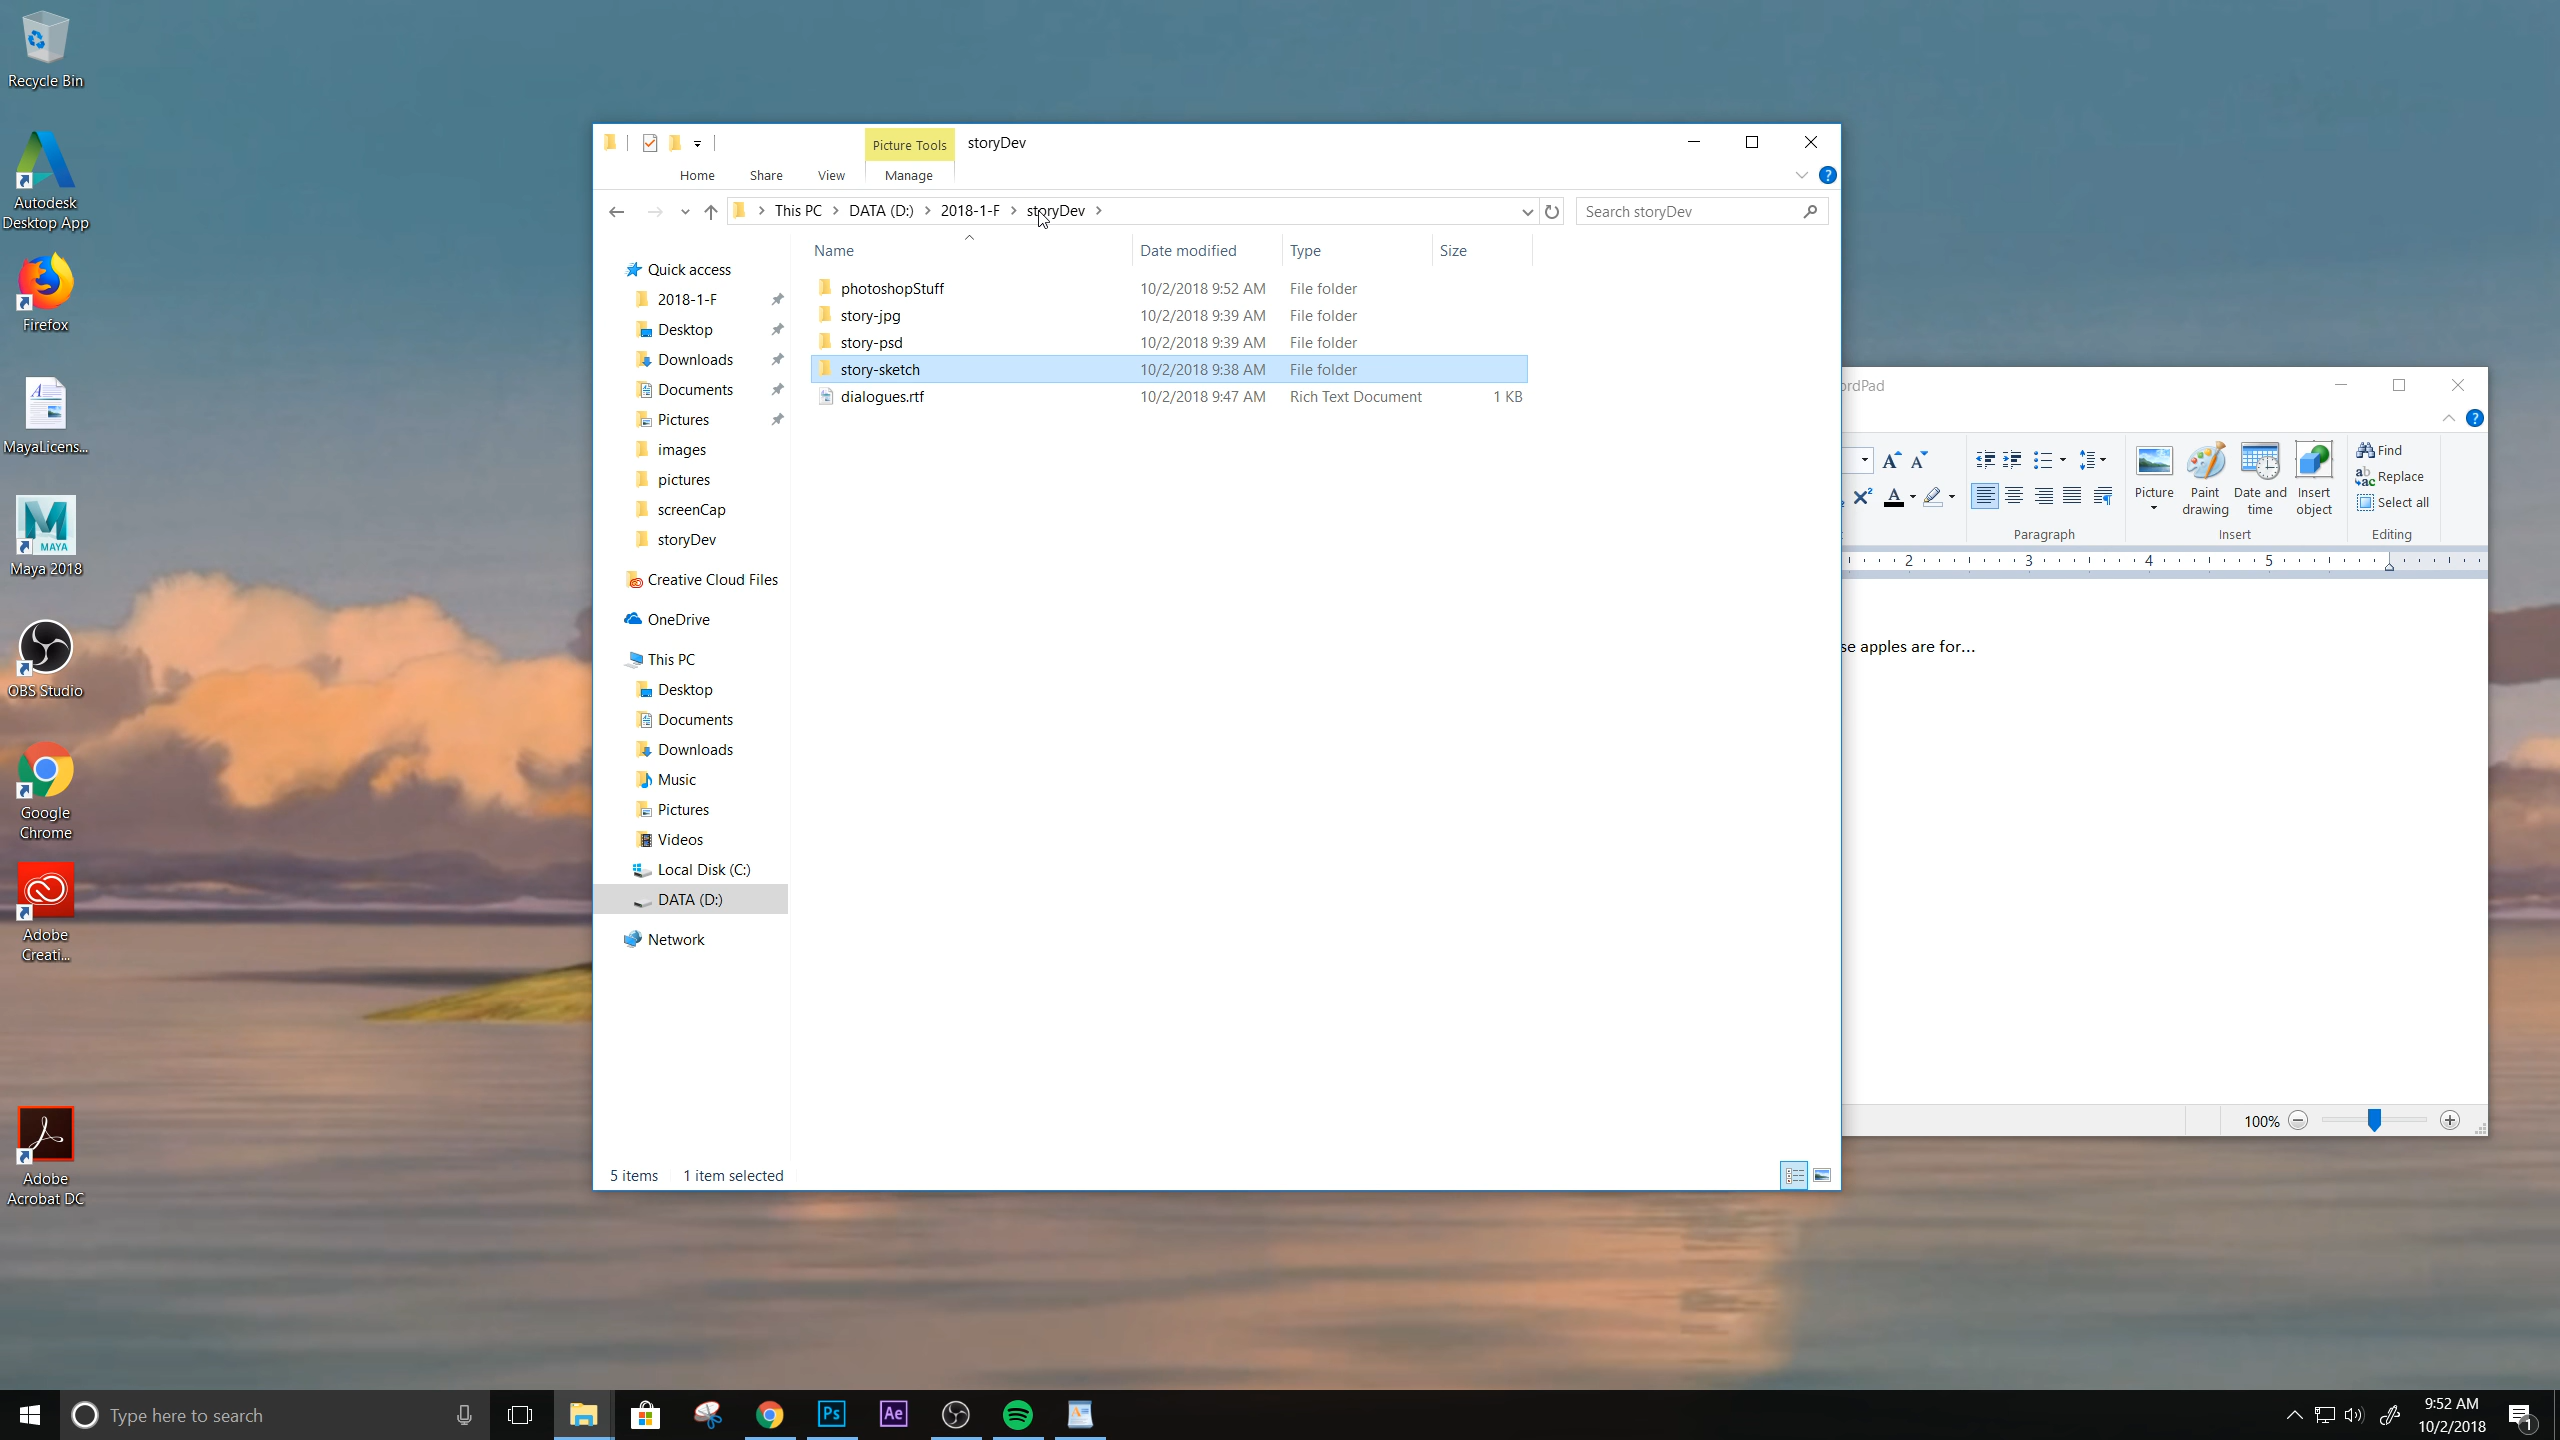 Recycle Bin
Autodesk
Desktop App
Firefox
MayaLicens...
MAYA
Maya 2018
OBS Studio
Google
Chrome
Adobe
Creati...
Adobe
Acrobat DC
Picture Tools
storyDev
Home
Share
View
Manage
This PC
DATA (D:)
2018-1-F
storyDev
Search storyDev
Quick access
2018-1-F
Desktop
Downloads
Documents
Pictures
images
pictures
screenCap
storyDev
Creative Cloud Files
OneDrive
This PC
Desktop
Documents
Downloads
Music
Pictures
Videos
Local Disk (C:)
DATA (D:)
Network
Name Date modified Type Size
photoshopStuff 10/2/2018 9:52 AM File folder
story-jpg 10/2/2018 9:39 AM File folder
story-psd 10/2/2018 9:39 AM File folder
story-sketch 10/2/2018 9:38 AM File folder
dialogues.rtf 10/2/2018 9:47 AM Rich Text Document 1 KB
5 items 1 item selected
ordPad
Picture
Paint
drawing
Date and
time
Insert
object
Find
Replace
Select all
Paragraph
Insert
Editing
2 3 4 5
se apples are for...
100%
Type here to search
Ps
Ae
9:52 AM
10/2/2018
1